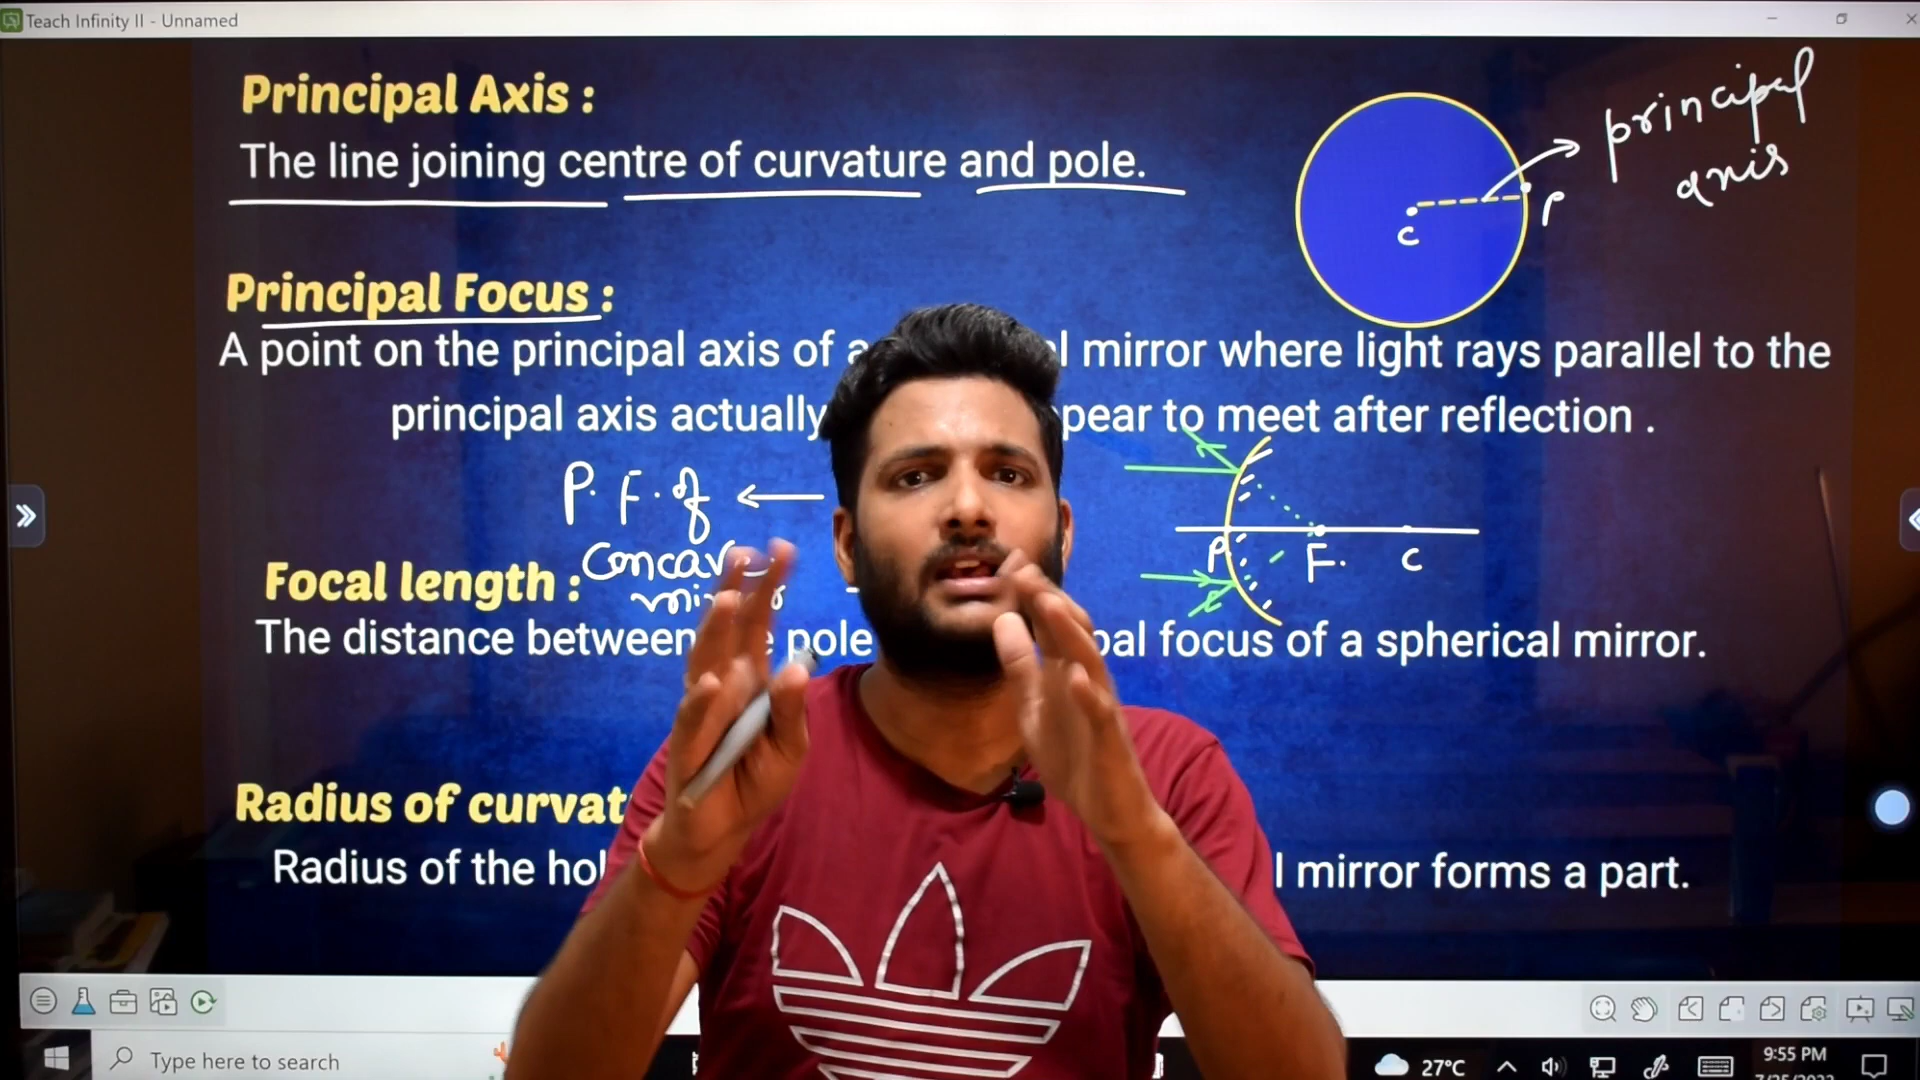 Teach Infinity II - Unnamed
Principal Axis :
The line joining centre of curvature and pole.
principal
axis
P
C
Principal Focus :
A point on the principal axis of a l mirror where light rays parallel to the
principal axis actually pear to meet after reflection .
P. F. of ←
Concave
P F. C
Focal length :
The distance between pole pal focus of a spherical mirror.
Radius of curvat
Radius of the hol l mirror forms a part.
Type here to search
27°C
9:55 PM